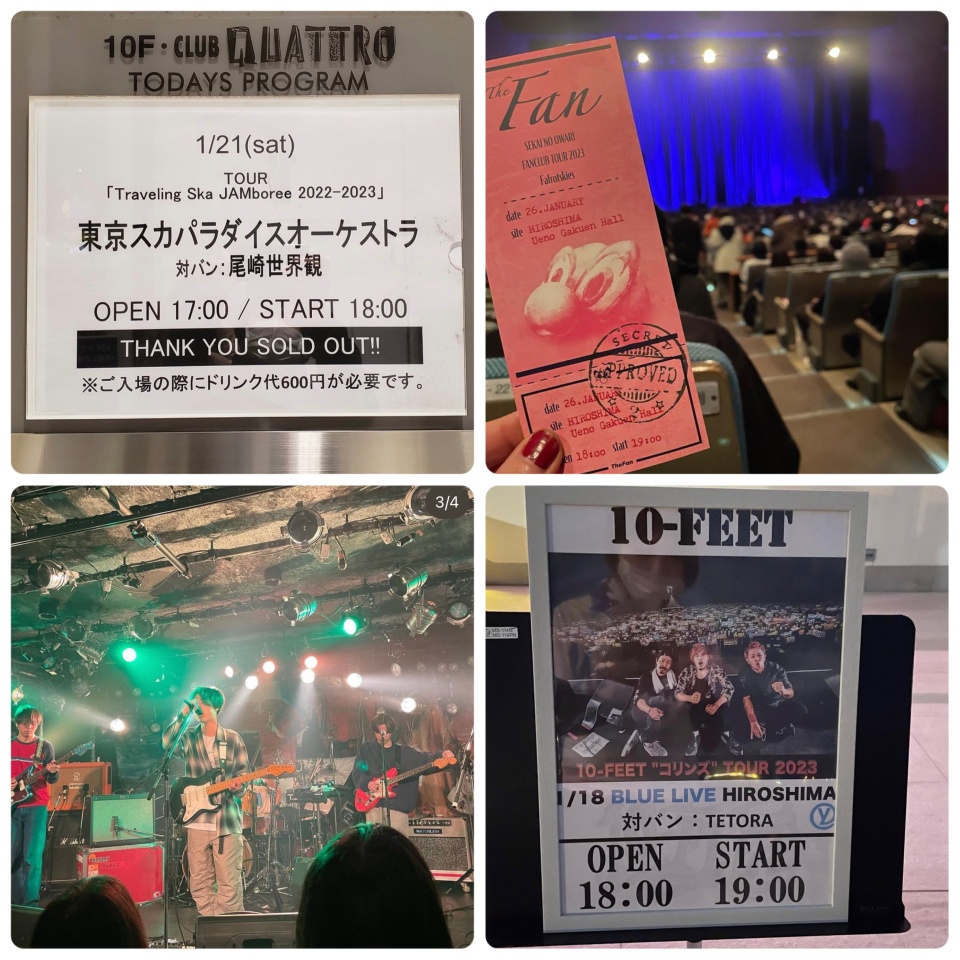 10F・CLUB QUATTRO
TODAYS PROGRAM
1/21(sat)
TOUR
「Traveling Ska JAMboree 2022-2023」
東京スカパラダイスオーケストラ
対バン：尾崎世界観
OPEN 17:00 / START 18:00
THANK YOU SOLD OUT!!
※ご入場の際にドリンク代600円が必要です。
The Fan
SEKAI NO OWARI
FANCLUB TOUR 2023
Fafrotskies
date 26.JANUARY
site HIROSHIMA
Ueno Gakuen Hall
SECRET
APPROVED
date 26.JANUARY
site HIROSHIMA
Ueno Gakuen Hall
18:00 start 19:00
TheFan
22
3/4
10-FEET
10-FEET "コリンズ" TOUR 2023
1/18 BLUE LIVE HIROSHIMA
対バン：TETORA
OPEN START
18:00 19:00